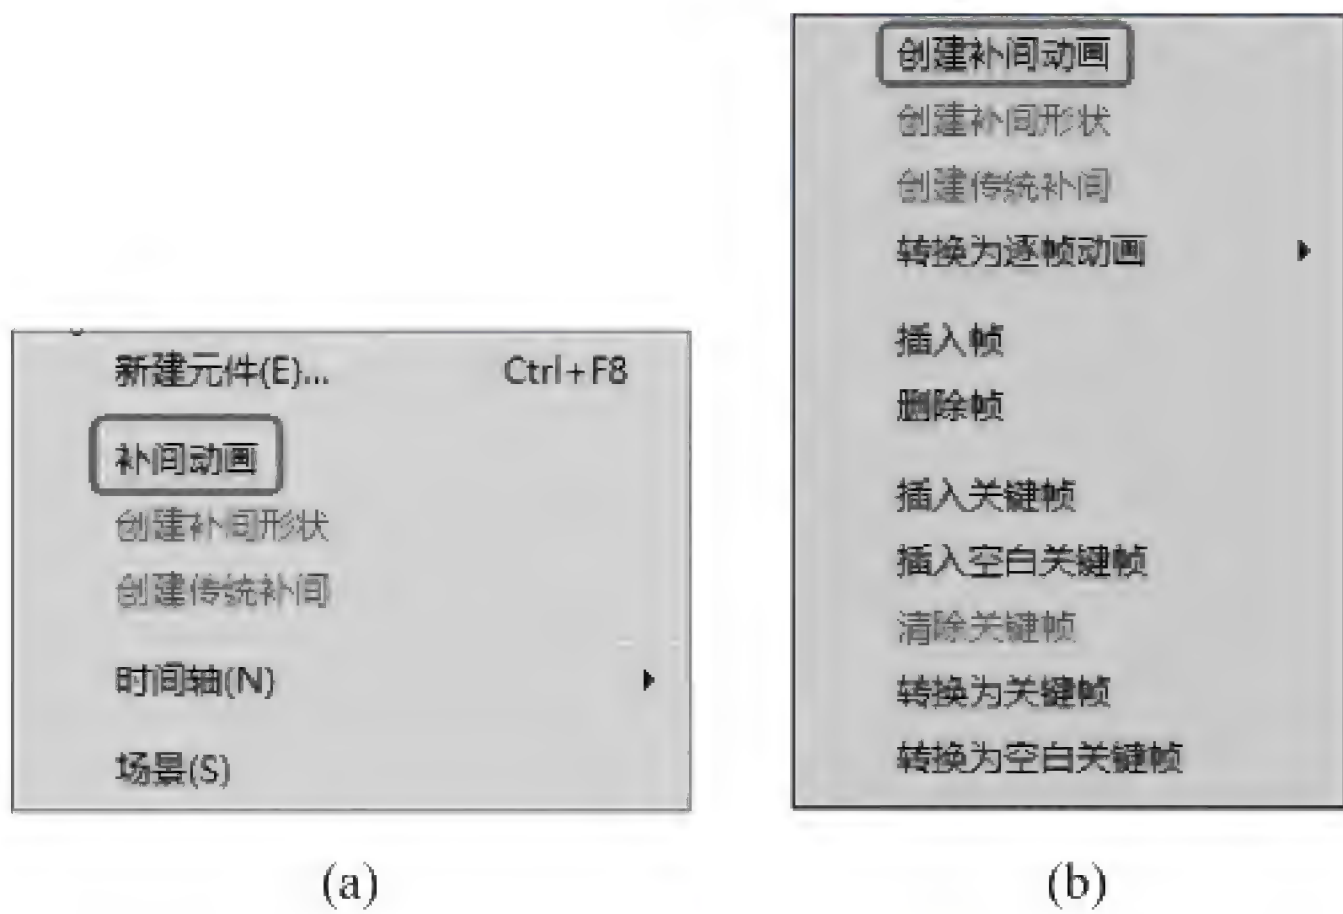 新建元件(E)... Ctrl+F8
补间动画
创建补间形状
创建传统补间
时间轴(N)
场景(S)
(a)
创建补间动画
创建补间形状
创建传统补间
转换为逐帧动画
插入帧
删除帧
插入关键帧
插入空白关键帧
清除关键帧
转换为关键帧
转换为空白关键帧
(b)